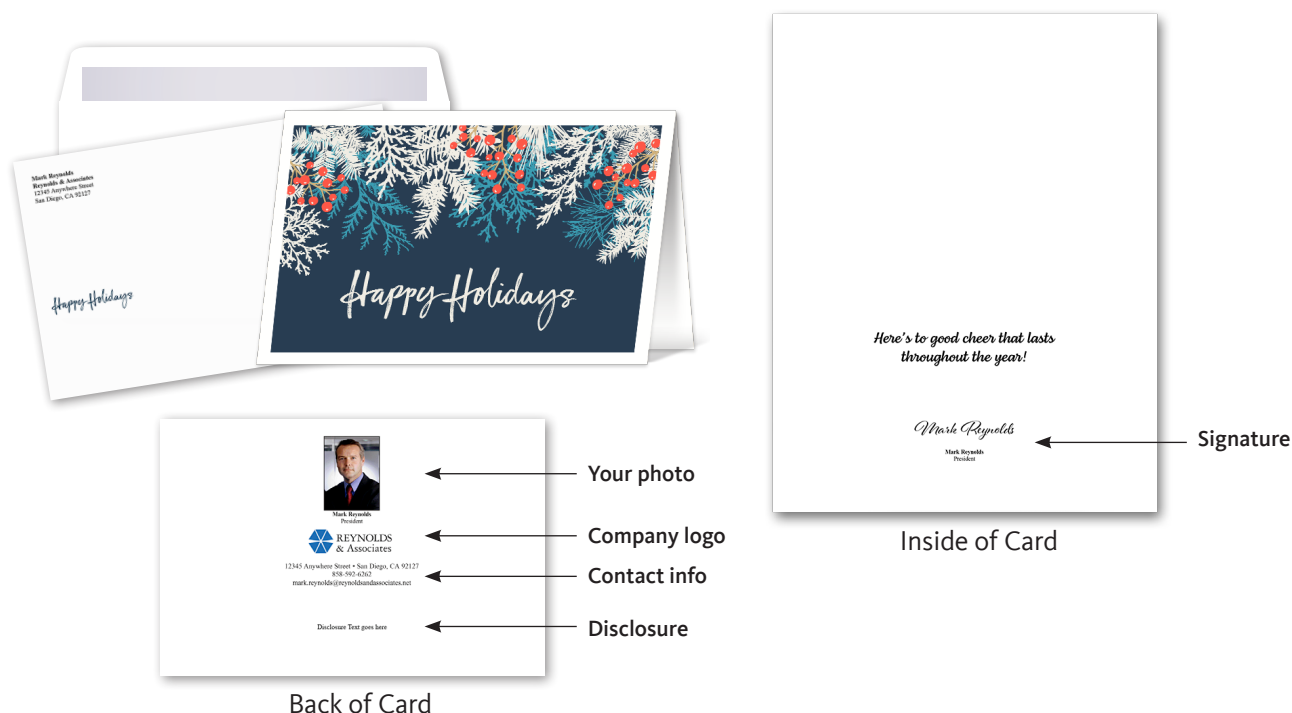 Mark Reynolds
Reynolds & Associates
12345 Anywhere Street
San Diego, CA 92127
Happy Holidays
Happy Holidays
Here's to good cheer that lasts
throughout the year!
Mark Reynolds
Mark Reynolds
President
Signature
Inside of Card
Mark Reynolds
President
REYNOLDS
& Associates
12345 Anywhere Street • San Diego, CA 92127
858-592-6262
mark.reynolds@reynoldsandassociates.net
Disclosure Text goes here
Your photo
Company logo
Contact info
Disclosure
Back of Card